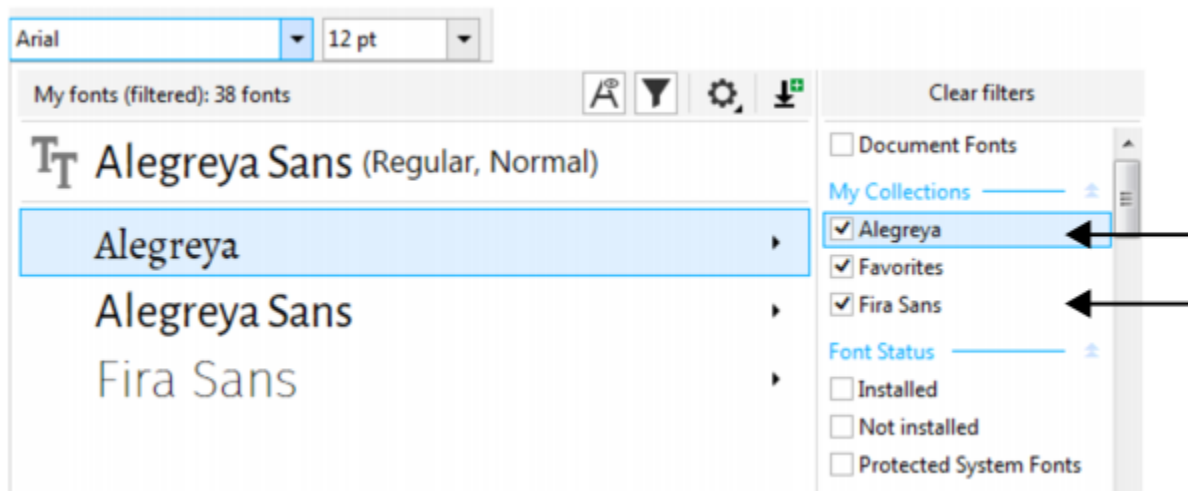 Arial 12 pt
My fonts (filtered): 38 fonts
Clear filters
Alegreya Sans (Regular, Normal)
Alegreya
Alegreya Sans
Fira Sans
Document Fonts
My Collections
Alegreya
Favorites
Fira Sans
Font Status
Installed
Not installed
Protected System Fonts